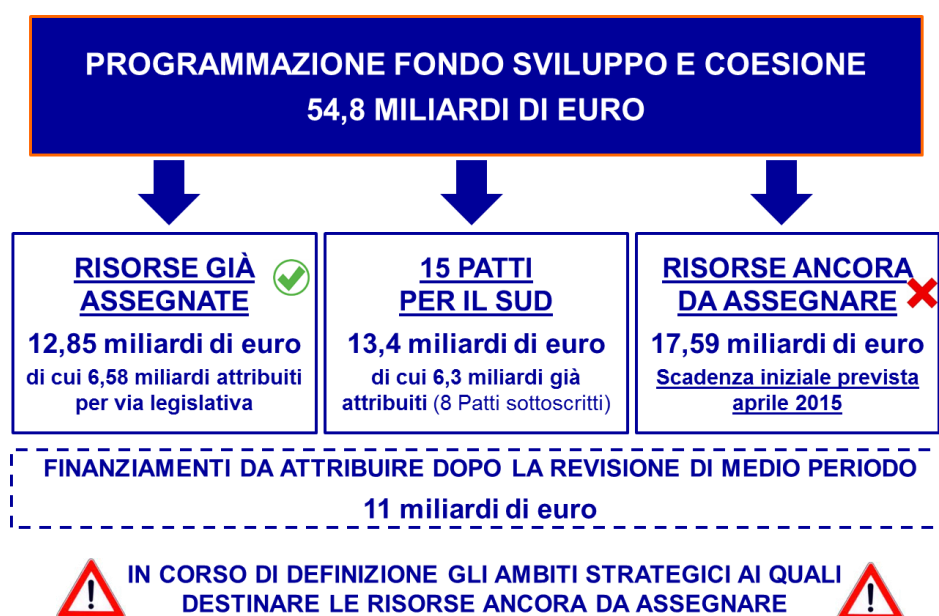 PROGRAMMAZIONE FONDO SVILUPPO E COESIONE
54,8 MILIARDI DI EURO
RISORSE GIÀ
ASSEGNATE
12,85 miliardi di euro
di cui 6,58 miliardi attribuiti
per via legislativa
15 PATTI
PER IL SUD
13,4 miliardi di euro
di cui 6,3 miliardi già
attribuiti (8 Patti sottoscritti)
RISORSE ANCORA
DA ASSEGNARE
17,59 miliardi di euro
Scadenza iniziale prevista
aprile 2015
FINANZIAMENTI DA ATTRIBUIRE DOPO LA REVISIONE DI MEDIO PERIODO
11 miliardi di euro
IN CORSO DI DEFINIZIONE GLI AMBITI STRATEGICI AI QUALI
DESTINARE LE RISORSE ANCORA DA ASSEGNARE